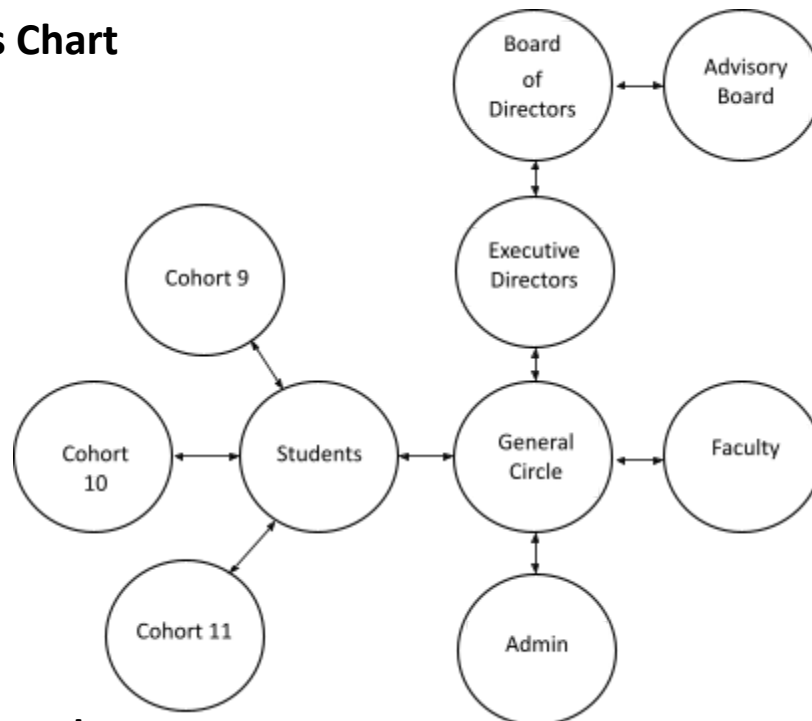 s Chart
Board
of
Directors
Advisory
Board
Executive
Directors
Cohort 9
Cohort
10
Students
General
Circle
Faculty
Cohort 11
Admin